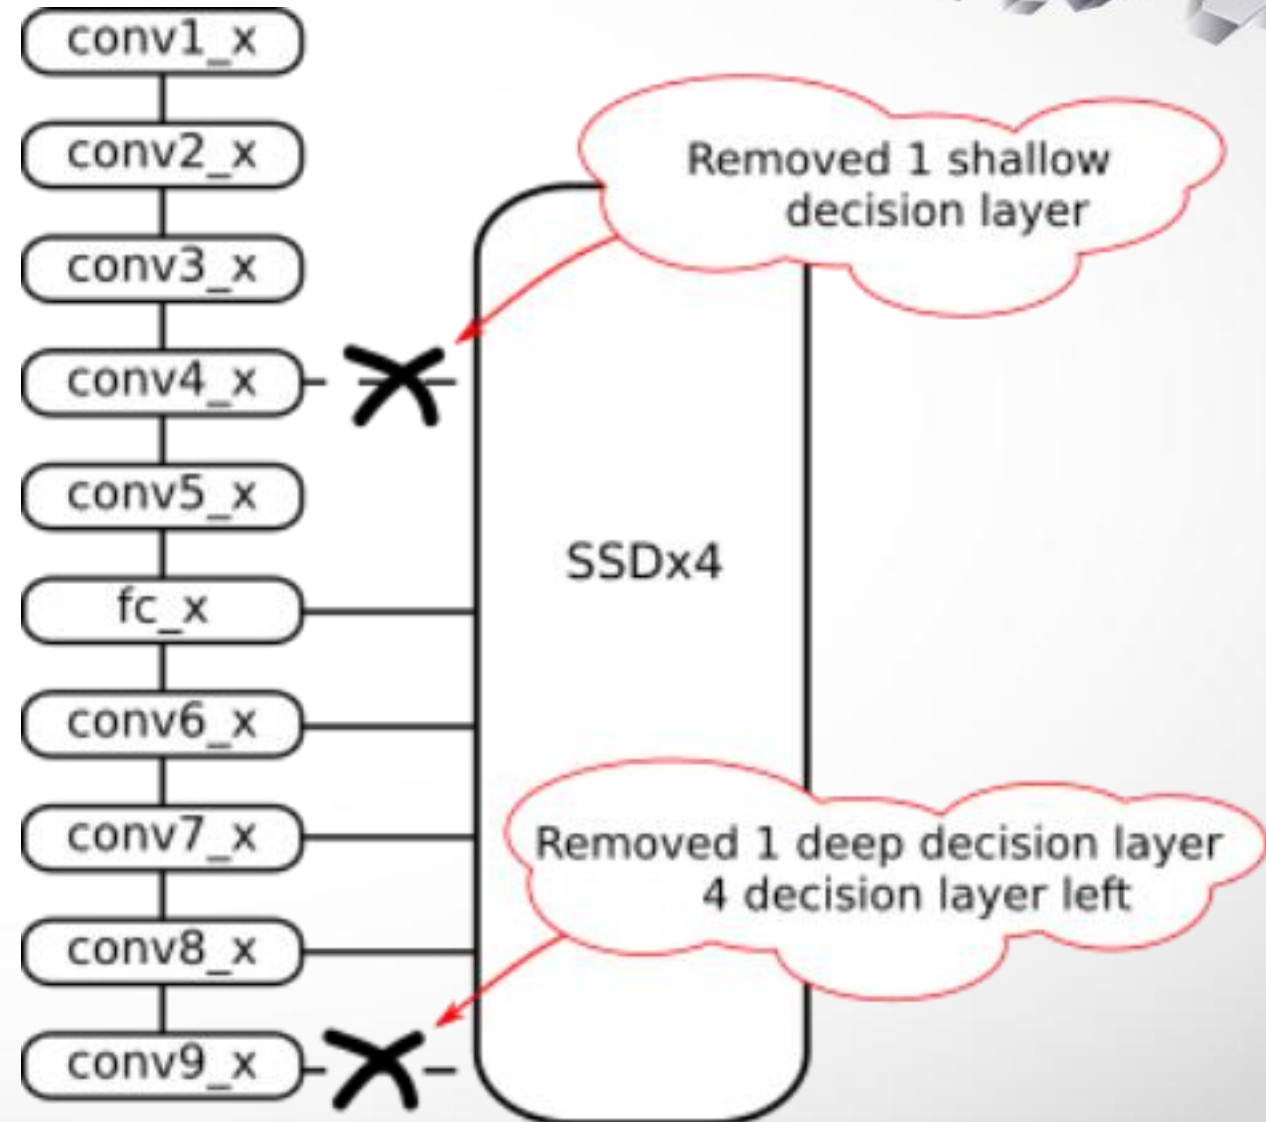 conv1_x
conv2_x
conv3_x
conv4_x
conv5_x
fc_x
conv6_x
conv7_x
conv8_x
conv9_x
Removed 1 shallow
decision layer
SSDx4
Removed 1 deep decision layer
4 decision layer left